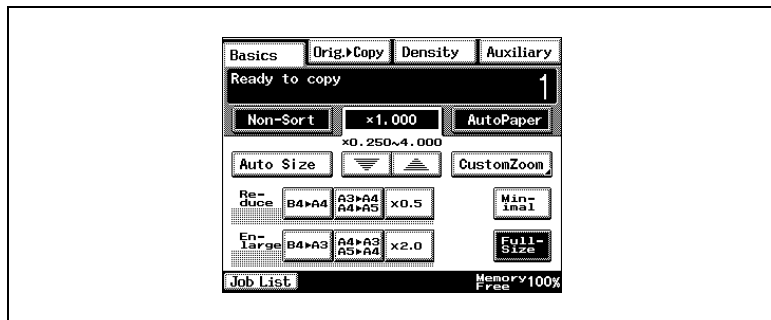 Basics Orig.▸Copy Density Auxiliary
Ready to copy 1
Non-Sort ×1.000 AutoPaper
×0.250~4.000
Auto Size CustomZoom
Re-
duce B4▸A4 A3▸A4
A4▸A5 ×0.5 Min-
imal
En-
large B4▸A3 A4▸A3
A5▸A4 ×2.0 Full-
Size
Job List Memory
Free 100%